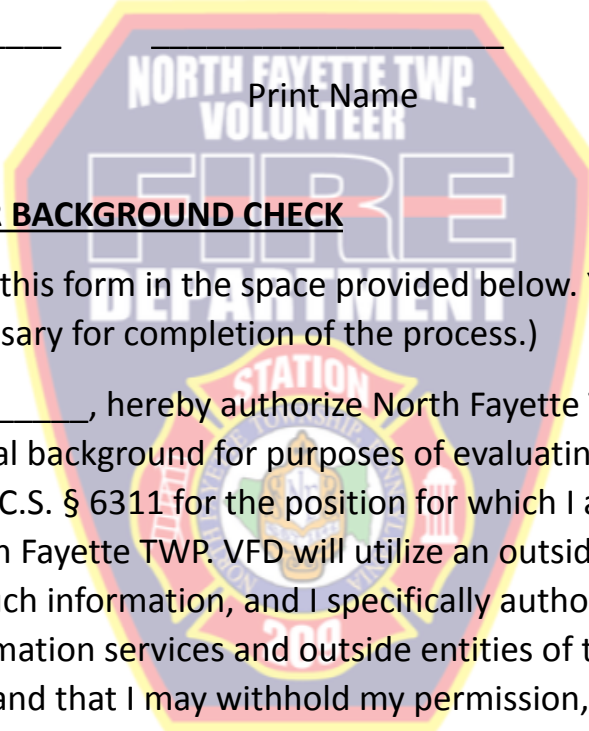 Print Name
R BACKGROUND CHECK
this form in the space provided below.
sary for completion of the process.)
_____, hereby authorize North Fayette
al background for purposes of evaluatin
C.S. § 6311 for the position for which I a
h Fayette TWP. VFD will utilize an outsid
uch information, and I specifically autho
mation services and outside entities of t
and that I may withhold my permission,
NORTH FAYETTE TWP.
VOLUNTEER
FIRE
DEPARTMENT
STATION
209